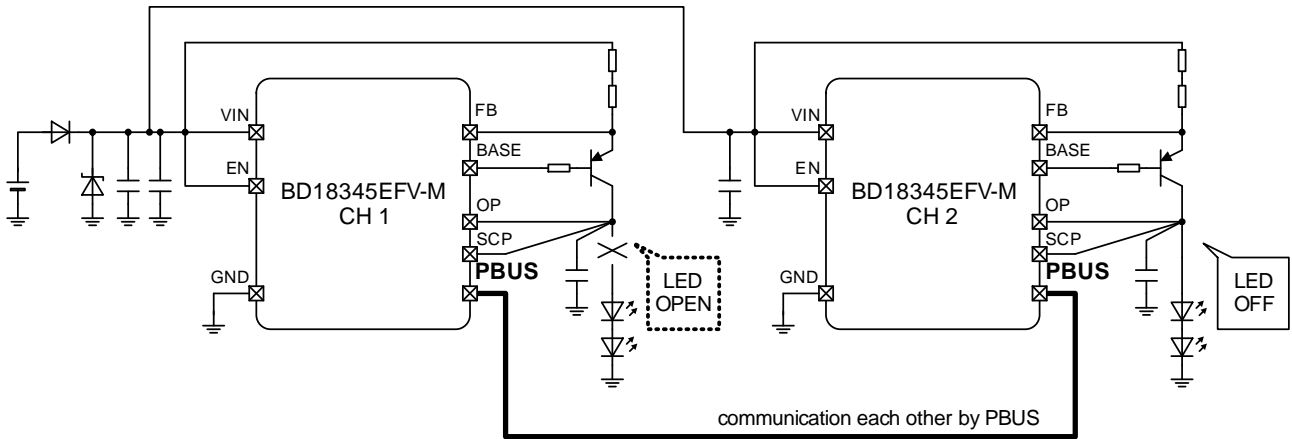 VIN
EN
GND
BD18345EFV-M
CH 1
FB
BASE
OP
SCP
PBUS
LED
OPEN
VIN
EN
GND
BD18345EFV-M
CH 2
FB
BASE
OP
SCP
PBUS
LED
OFF
communication each other by PBUS